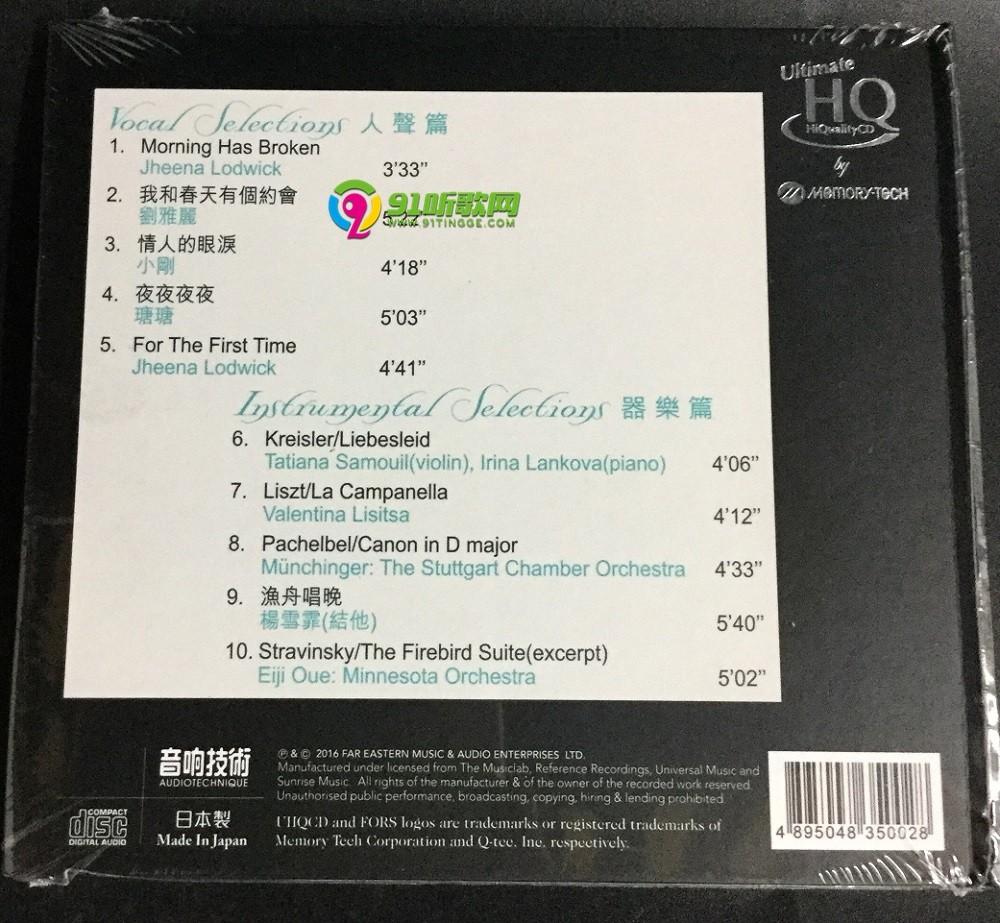 Ultimate
HQ
HiQualityCD
by
MEMORY-TECH
Vocal Selections 人聲篇
1. Morning Has Broken
Jheena Lodwick 3'33"
2. 我和春天有個約會
劉雅麗
91听歌网
WWW.91TINGGE.COM
3. 情人的眼淚
小剛 4'18"
4. 夜夜夜夜
瑭瑭 5'03"
5. For The First Time
Jheena Lodwick 4'41"
Instrumental Selections 器樂篇
6. Kreisler/Liebesleid
Tatiana Samouil(violin), Irina Lankova(piano) 4'06"
7. Liszt/La Campanella
Valentina Lisitsa 4'12"
8. Pachelbel/Canon in D major
Münchinger: The Stuttgart Chamber Orchestra 4'33"
9. 漁舟唱晚
楊雪霏(結他) 5'40"
10. Stravinsky/The Firebird Suite(excerpt)
Eiji Oue: Minnesota Orchestra 5'02"
音响技術
AUDIOTECHNIQUE
COMPACT
disc
DIGITAL AUDIO
日本製
Made In Japan
℗ & © 2016 FAR EASTERN MUSIC & AUDIO ENTERPRISES LTD.
Manufactured under licensed from The Musiclab, Reference Recordings, Universal Music and
Sunrise Music. All rights of the manufacturer & of the owner of the recorded work reserved.
Unauthorised public performance, broadcasting, copying, hiring & lending prohibited.
UHQCD and FORS logos are trademarks or registered trademarks of
Memory Tech Corporation and Q-tec. Inc. respectively.
4 895048 350028